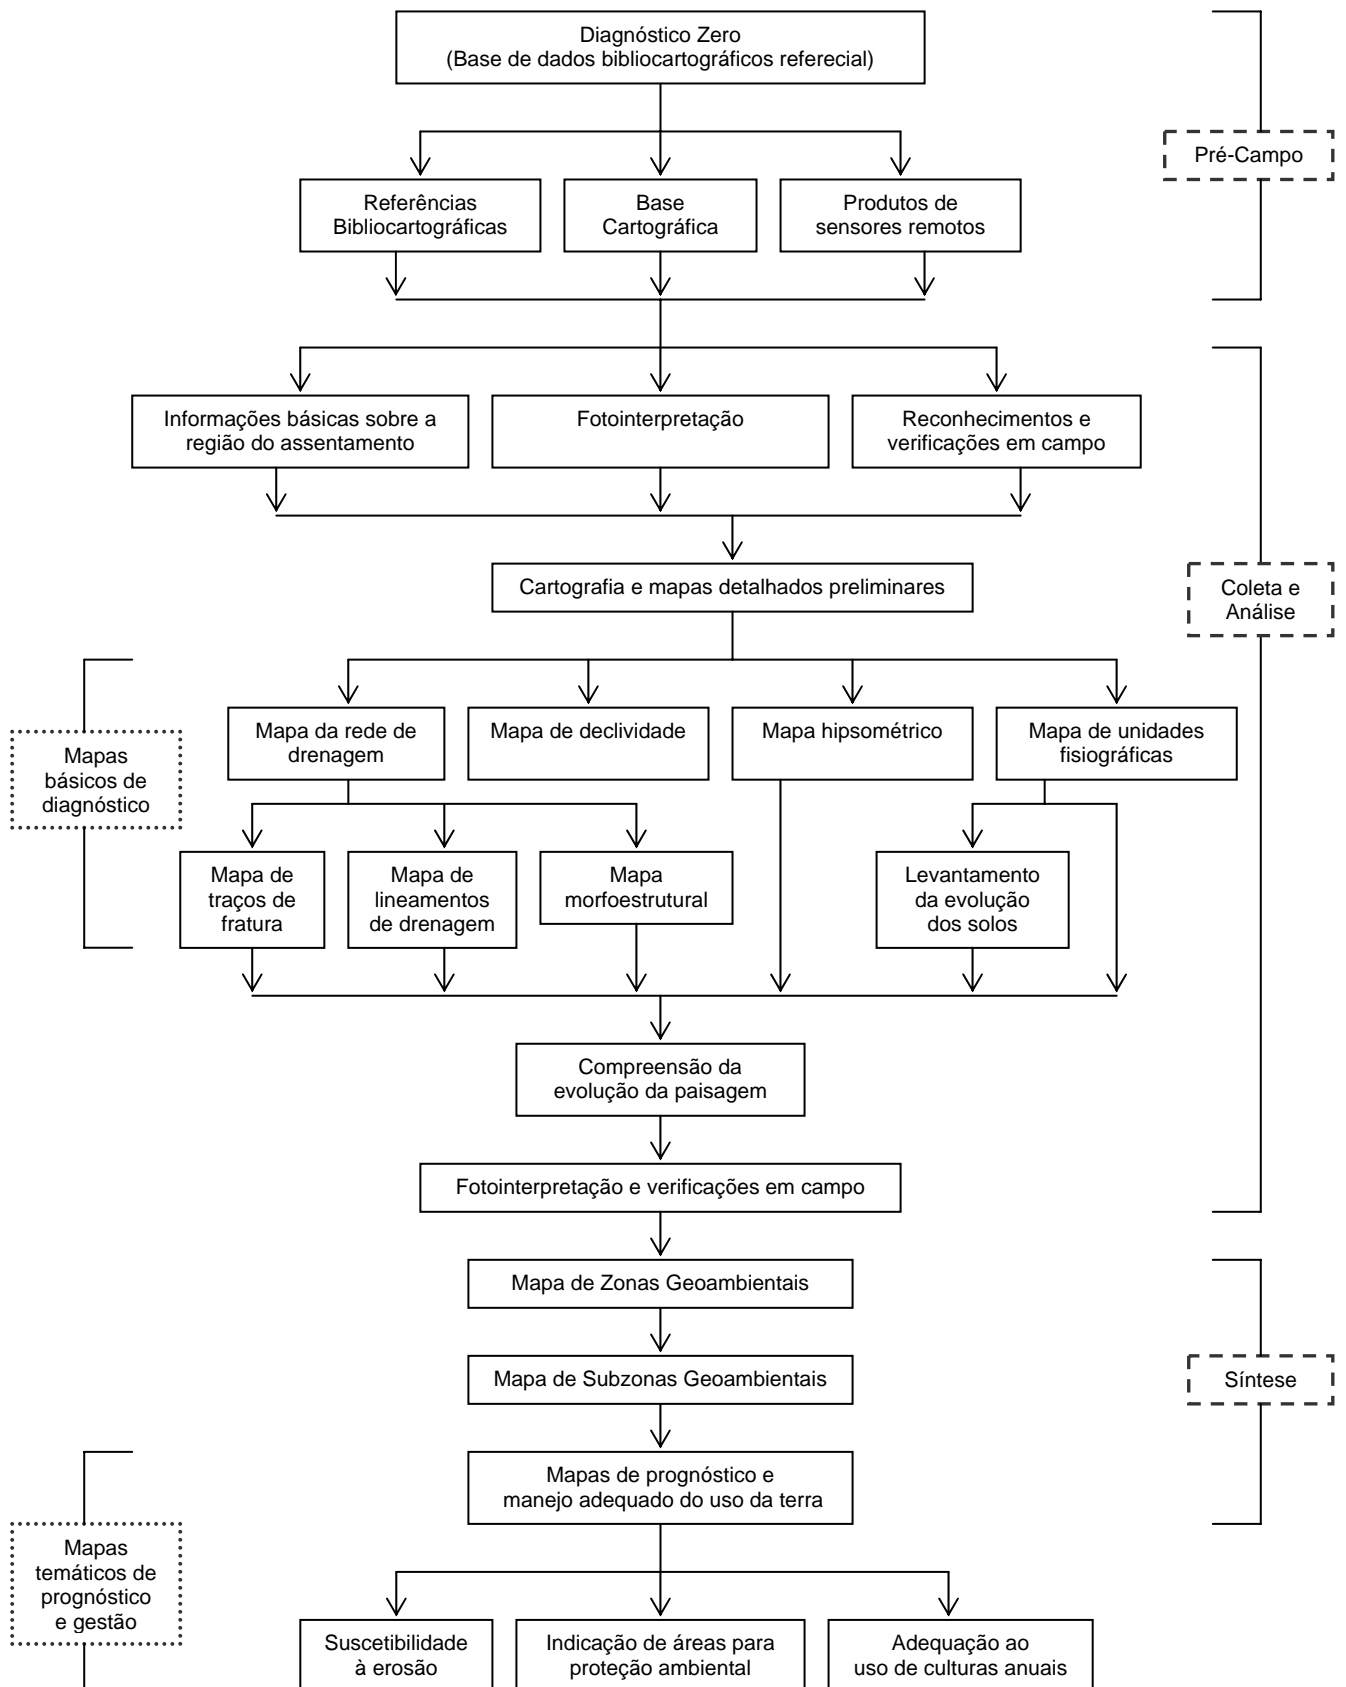 Diagnóstico Zero
(Base de dados bibliocartográficos referecial)
Pré-Campo
Referências
Bibliocartográficas
Base
Cartográfica
Produtos de
sensores remotos
Informações básicas sobre a
região do assentamento
Fotointerpretação
Reconhecimentos e
verificações em campo
Cartografia e mapas detalhados preliminares
Coleta e
Análise
Mapas
básicos de
diagnóstico
Mapa da rede de
drenagem
Mapa de declividade
Mapa hipsométrico
Mapa de unidades
fisiográficas
Mapa de
traços de
fratura
Mapa de
lineamentos
de drenagem
Mapa
morfoestrutural
Levantamento
da evolução
dos solos
Compreensão da
evolução da paisagem
Fotointerpretação e verificações em campo
Mapa de Zonas Geoambientais
Mapa de Subzonas Geoambientais
Síntese
Mapas de prognóstico e
manejo adequado do uso da terra
Mapas
temáticos de
prognóstico
e gestão
Suscetibilidade
à erosão
Indicação de áreas para
proteção ambiental
Adequação ao
uso de culturas anuais